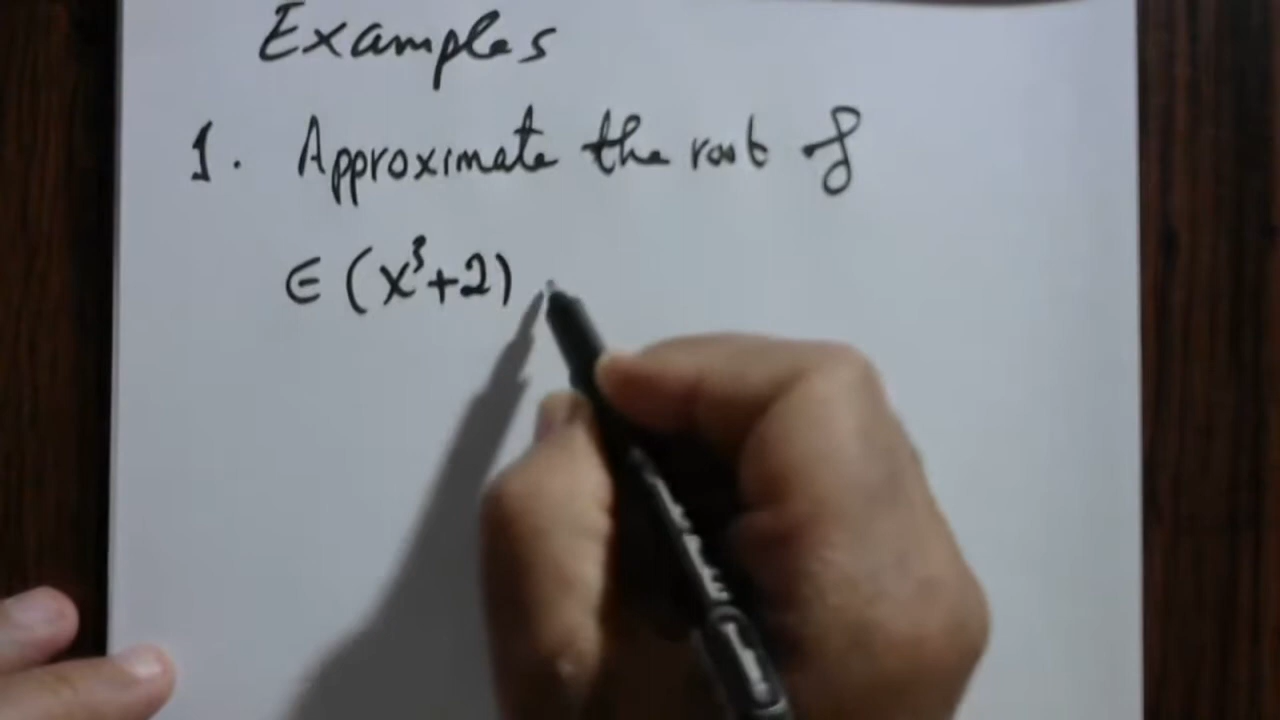 Examples
1. Approximate the root of
∈ (x³+2)